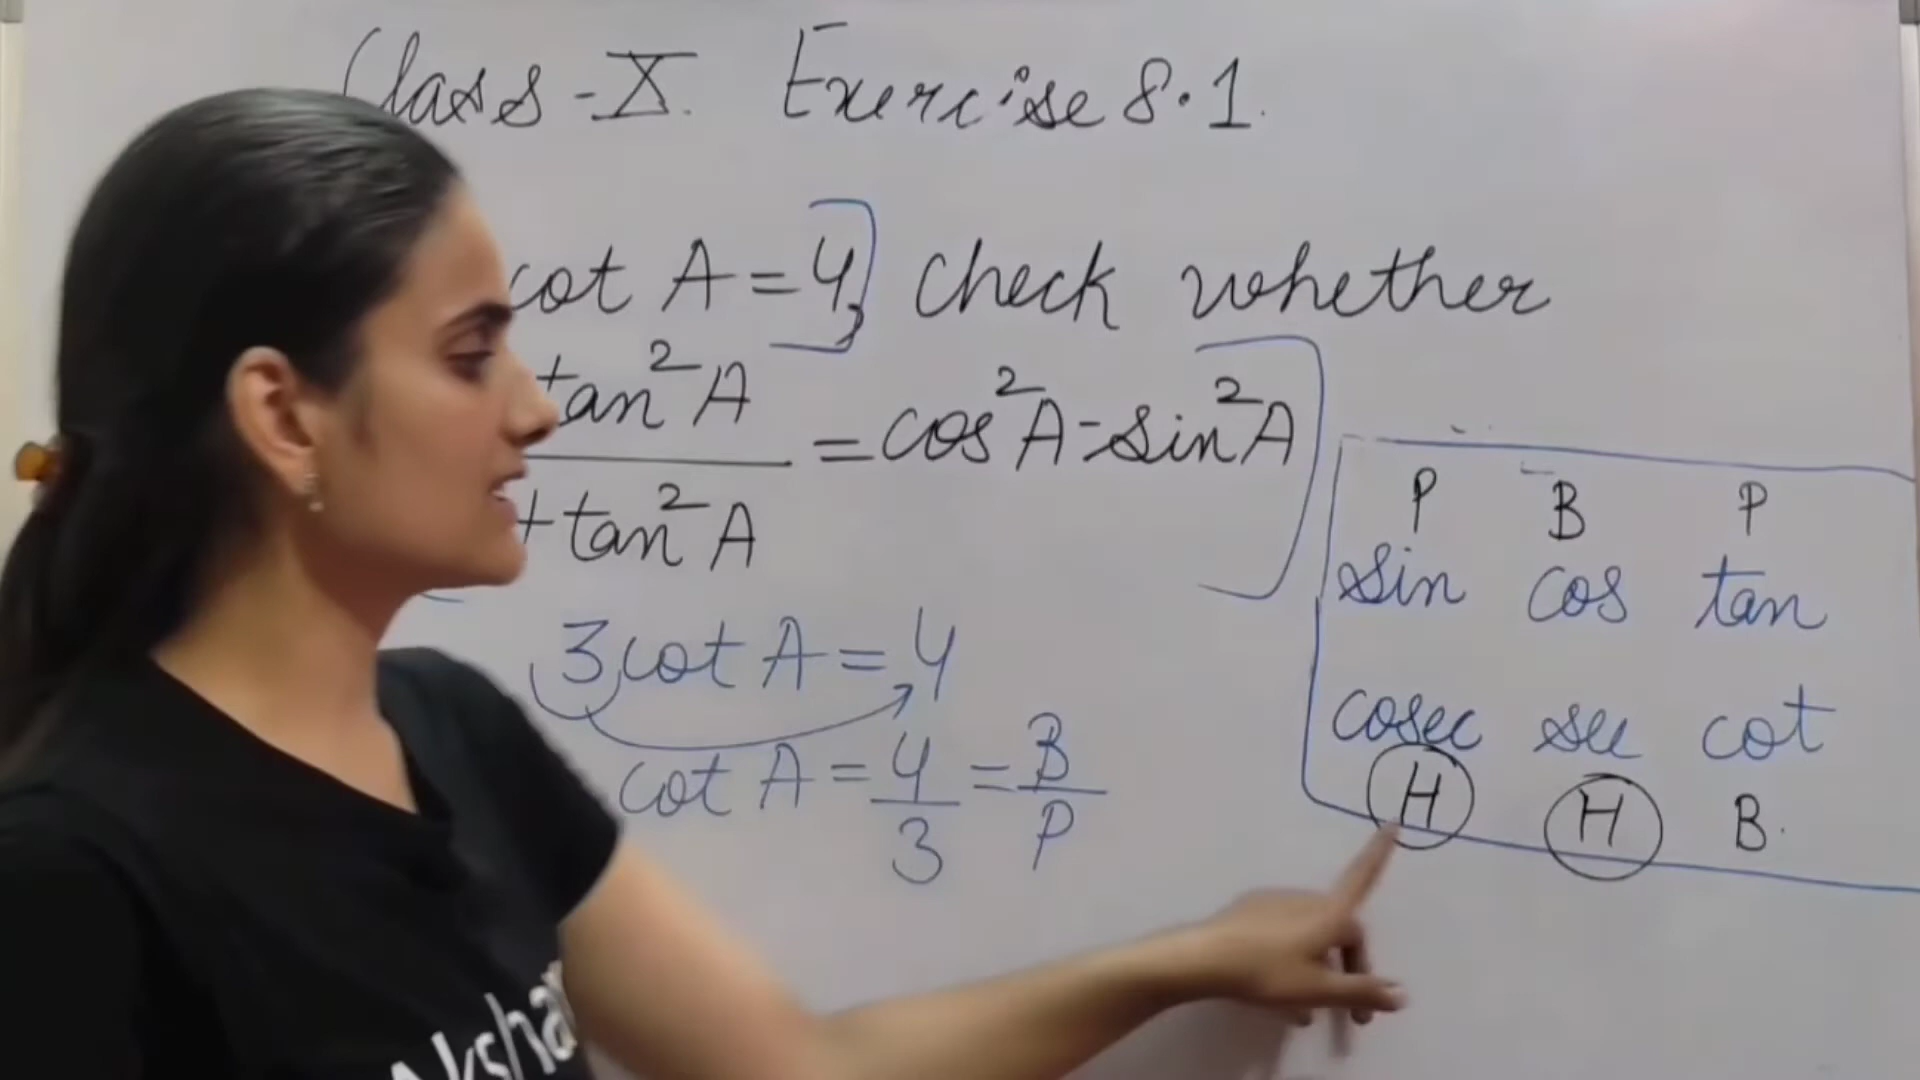 Class-X. Exercise 8.1.
cot A = 4, check whether
tan²A
= cos²A - sin²A
+ tan²A
3 cot A = 4
cot A = 4/3 = B/P
P B P
sin cos tan
cosec sec cot
H H B.
Aksha